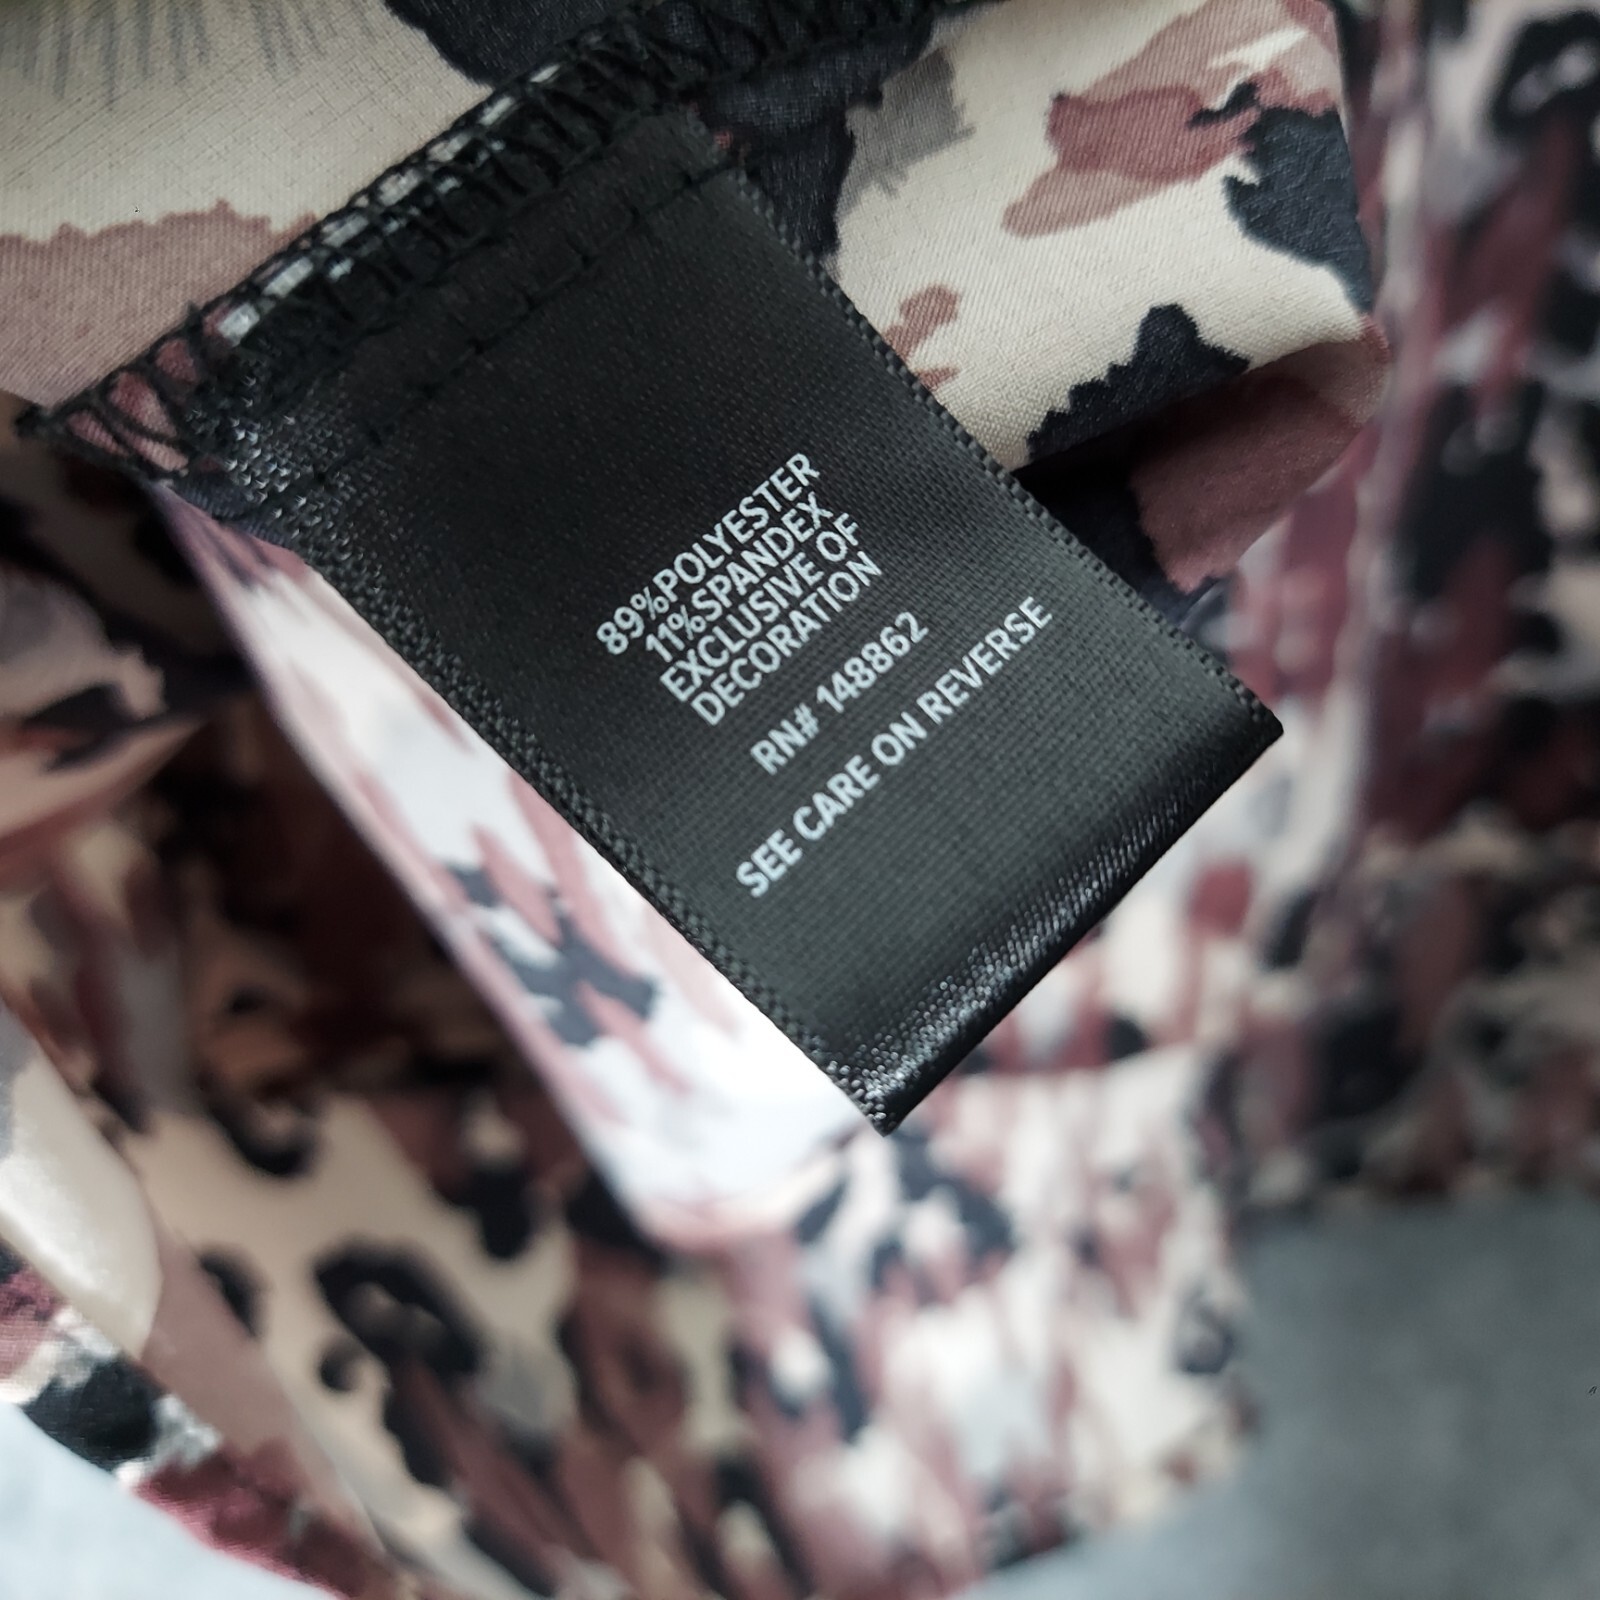 89%POLYESTER
11%SPANDEX
EXCLUSIVE OF
DECORATION
RN# 148862
SEE CARE ON REVERSE